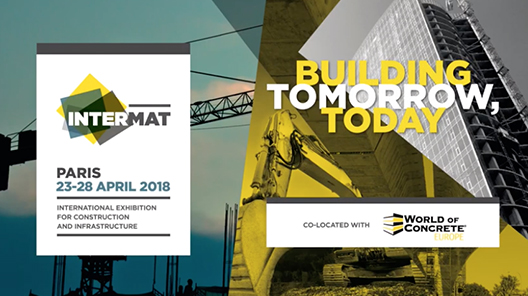 INTERMAT
PARIS
23-28 APRIL 2018
INTERNATIONAL EXHIBITION
FOR CONSTRUCTION
AND INFRASTRUCTURE
BUILDING
TOMORROW,
TODAY
CO-LOCATED WITH
WORLD OF
CONCRETE®
EUROPE